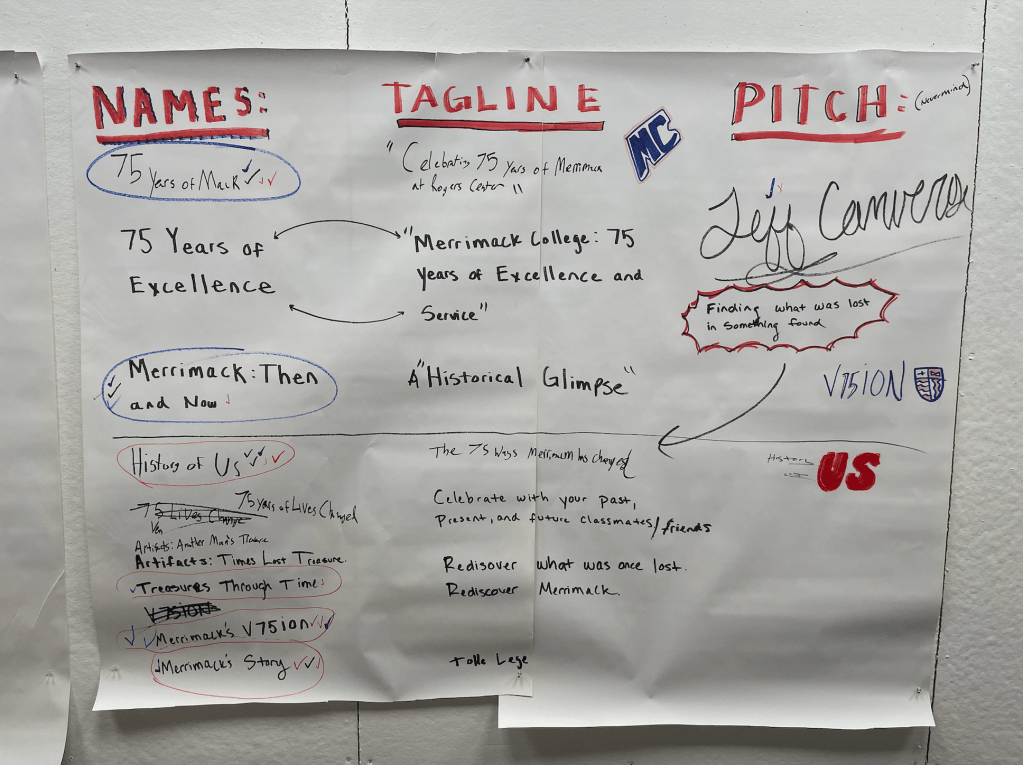 NAMES:
75 Years of Mack
75 Years of
Excellence
Merrimack: Then
and Now
History of Us
75 Lives Change
75 Years of Lives Changed
Artifacts: Another Man's Treasure
Artifacts: Times Lost Treasure.
Treasures Through Time
V75ION
Merrimack's V75ion
Merrimack's Story
TAGLINE
"Celebrating 75 Years of Merrimack
at Rogers Center"
MC
"Merrimack College: 75
years of Excellence and
Service"
A "Historical Glimpse"
The 75 Ways Merrimack has changed
Celebrate with your past,
Present, and future classmates/friends
Redisover what was once lost.
Rediscover Merrimack.
Tolle Lege
PITCH: (Nevermind)
Jeff Converse
Finding what was lost
in something found
V75ION
History
US